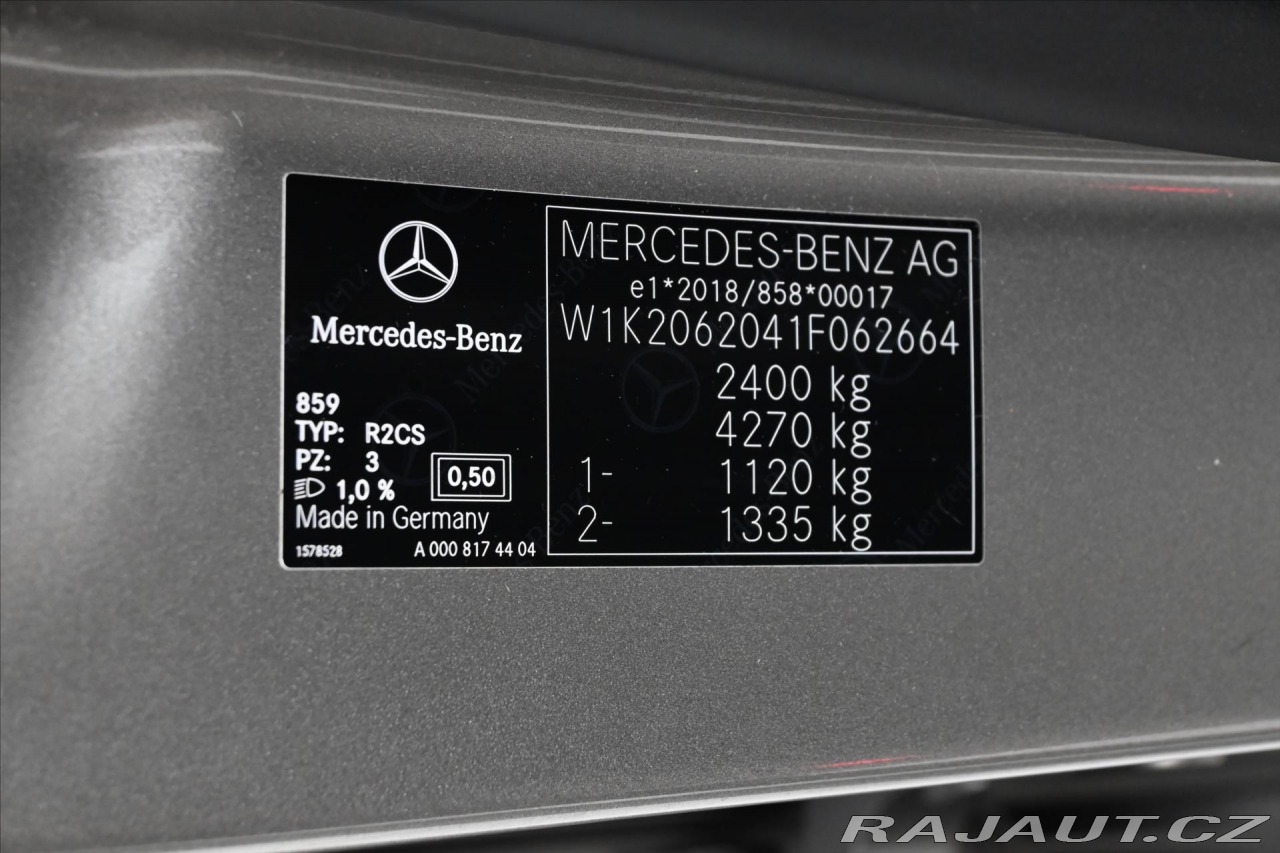 Mercedes-Benz
859
TYP: R2CS
PZ: 3
1,0 %
0,50
Made in Germany
1578528 A 000 817 44 04
MERCEDES-BENZ AG
e1*2018/858*00017
W1K2062041F062664
2400 kg
4270 kg
1- 1120 kg
2- 1335 kg
RAJAUT.CZ